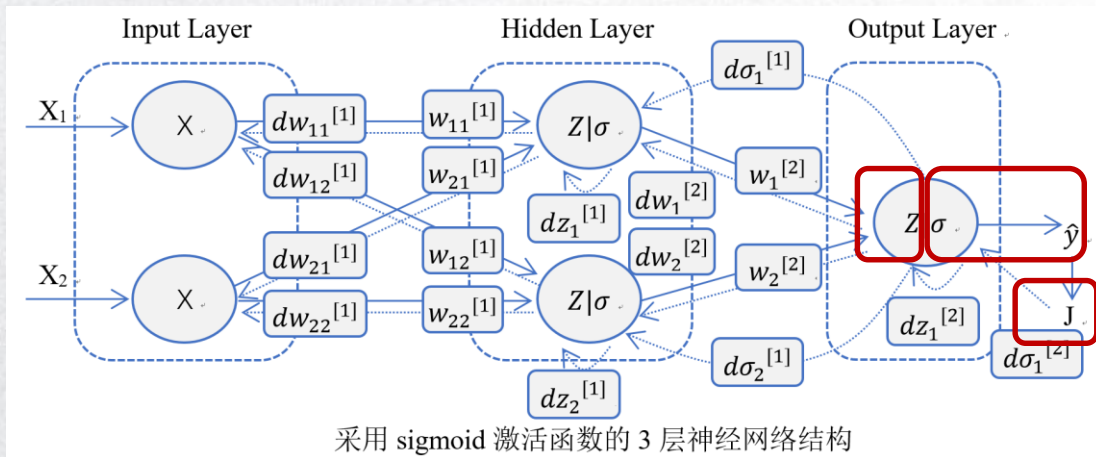 Input Layer
Hidden Layer
Output Layer
dσ₁^[1]
X₁
X
dw₁₁^[1]
w₁₁^[1]
Z|σ
dw₁₂^[1]
w₂₁^[1]
w₁^[2]
dz₁^[1]
dw₁^[2]
Z|σ
ŷ
dw₂₁^[1]
w₁₂^[1]
dw₂^[2]
w₂^[2]
X₂
X
dw₂₂^[1]
w₂₂^[1]
Z|σ
dz₁^[2]
J
dσ₂^[1]
dσ₁^[2]
dz₂^[1]
采用 sigmoid 激活函数的 3 层神经网络结构